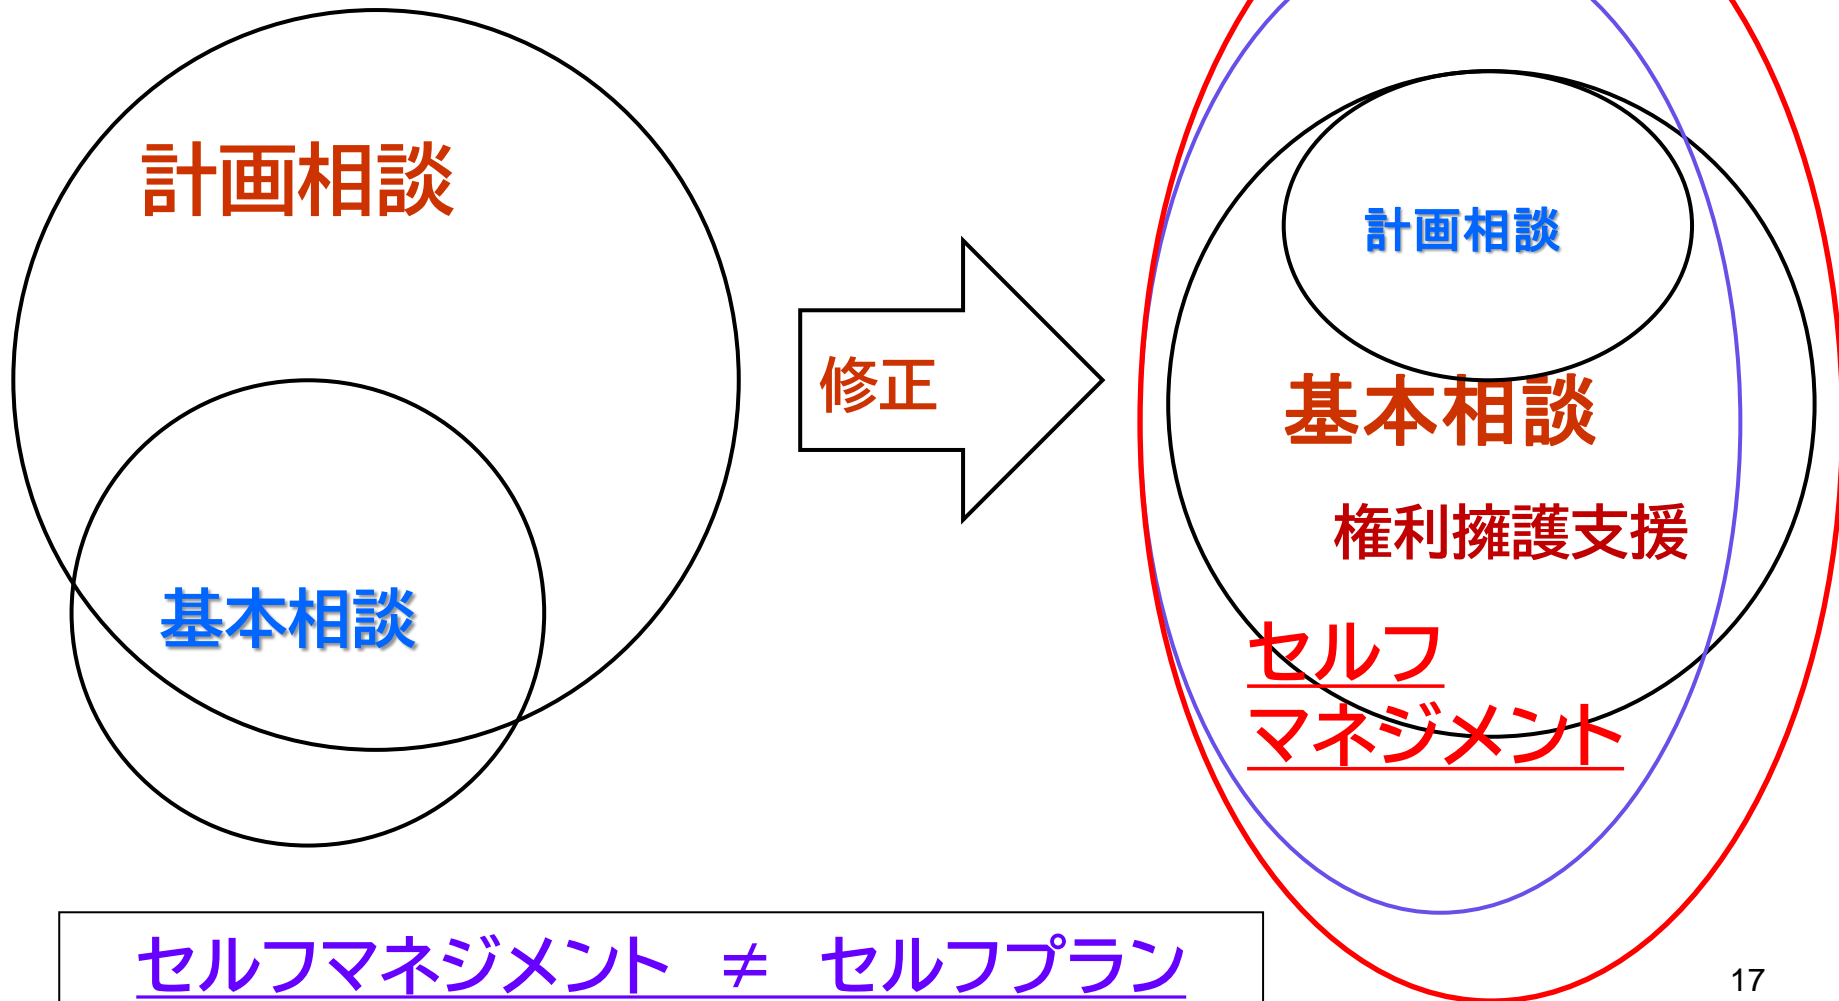 計画相談
基本相談
修正
計画相談
基本相談
権利擁護支援
セルフ
マネジメント
セルフマネジメント ≠ セルフプラン
17